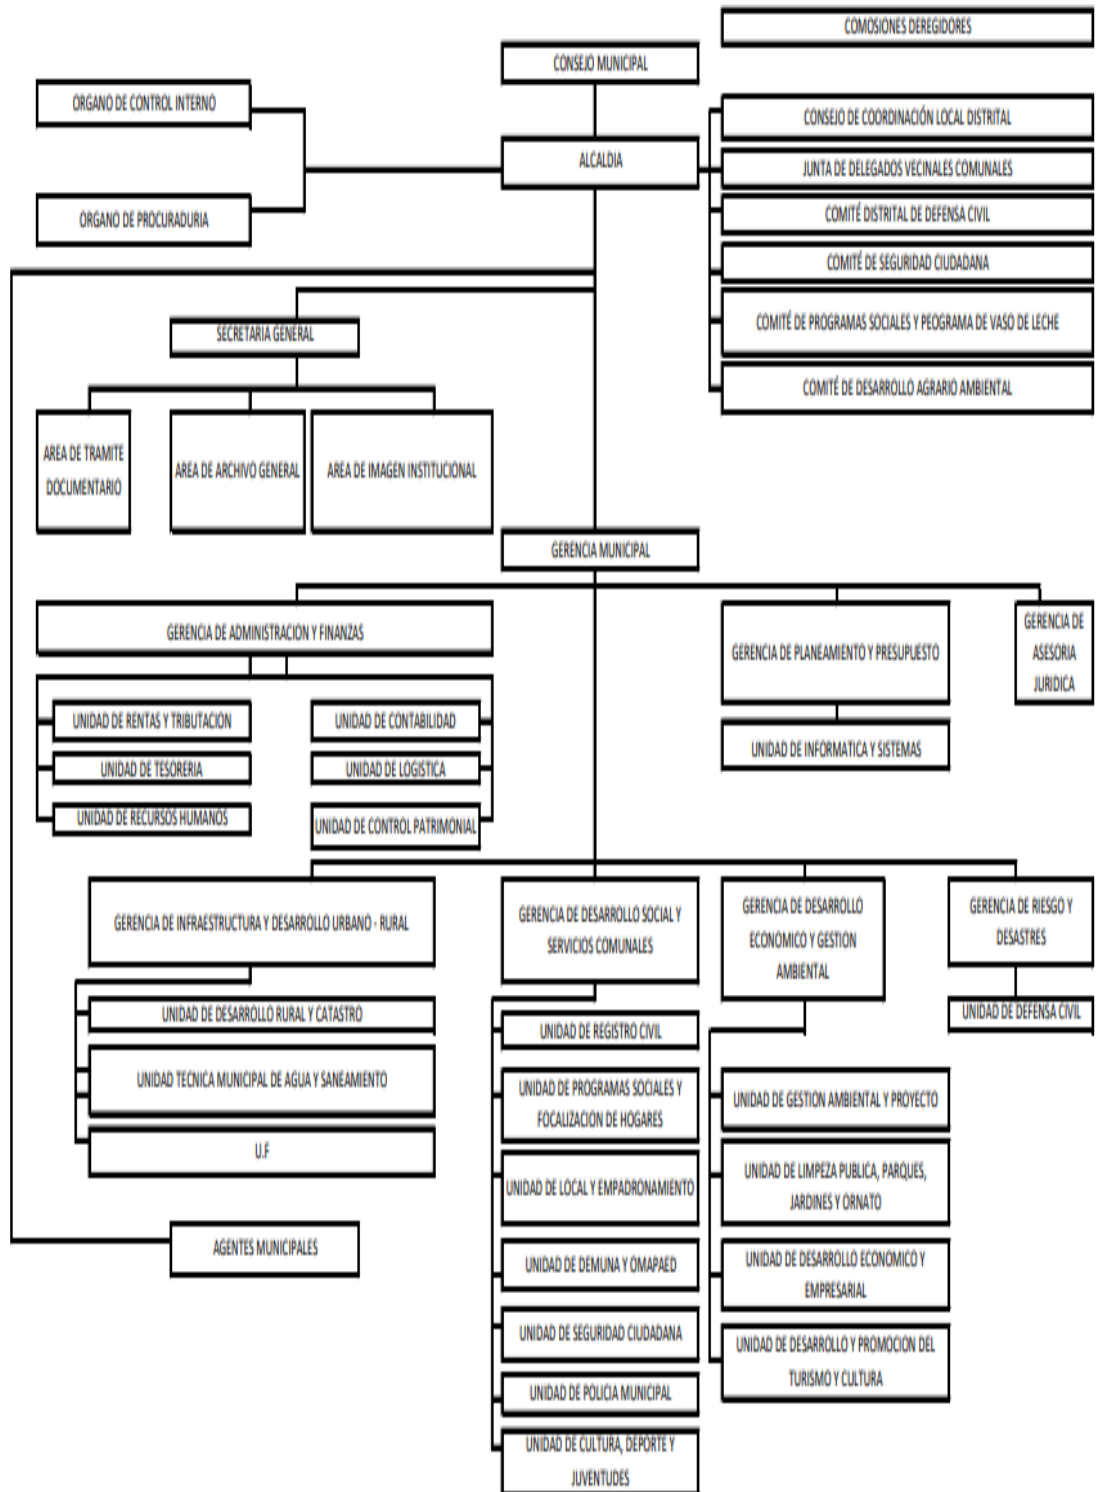 COMOSIONES DEREGIDORES
CONSEJO MUNICIPAL
ORGANO DE CONTROL INTERNO
CONSEJO DE COORDINACIÓN LOCAL DISTRITAL
ALCALDIA
JUNTA DE DELEGADOS VECINALES COMUNALES
ORGANO DE PROCURADURIA
COMITÉ DISTRITAL DE DEFENSA CIVIL
COMITÉ DE SEGURIDAD CIUDADANA
COMITÉ DE PROGRAMAS SOCIALES Y PEOGRAMA DE VASO DE LECHE
COMITÉ DE DESARROLLO AGRARIO AMBIENTAL
SECRETARIA GENERAL
AREA DE TRAMITE
DOCUMENTARIO
AREA DE ARCHIVO GENERAL
AREA DE IMAGEN INSTITUCIONAL
GERENCIA MUNICIPAL
GERENCIA DE ADMINISTRACION Y FINANZAS
GERENCIA DE PLANEAMIENTO Y PRESUPUESTO
GERENCIA DE
ASESORIA
JURIDICA
UNIDAD DE RENTAS Y TRIBUTACION
UNIDAD DE CONTABILIDAD
UNIDAD DE TESORERIA
UNIDAD DE LOGISTICA
UNIDAD DE RECURSOS HUMANOS
UNIDAD DE CONTROL PATRIMONIAL
UNIDAD DE INFORMATICA Y SISTEMAS
GERENCIA DE INFRAESTRUCTURA Y DESARROLLO URBANO - RURAL
GERENCIA DE DESARROLLO SOCIAL Y
SERVICIOS COMUNALES
GERENCIA DE DESARROLLO
ECONOMICO Y GESTION
AMBIENTAL
GERENCIA DE RIESGO Y
DESASTRES
UNIDAD DE DESARROLLO RURAL Y CATASTRO
UNIDAD TECNICA MUNICIPAL DE AGUA Y SANEAMIENTO
U.F
AGENTES MUNICIPALES
UNIDAD DE REGISTRO CIVIL
UNIDAD DE PROGRAMAS SOCIALES Y
FOCALIZACION DE HOGARES
UNIDAD DE LOCAL Y EMPADRONAMIENTO
UNIDAD DE DEMUNA Y OMAPAED
UNIDAD DE SEGURIDAD CIUDADANA
UNIDAD DE POLICIA MUNICIPAL
UNIDAD DE CULTURA, DEPORTE Y
JUVENTUDES
UNIDAD DE GESTION AMBIENTAL Y PROYECTO
UNIDAD DE LIMPEZA PUBLICA, PARQUES,
JARDINES Y ORNATO
UNIDAD DE DESARROLLO ECONOMICO Y
EMPRESARIAL
UNIDAD DE DESARROLLO Y PROMOCION DEL
TURISMO Y CULTURA
UNIDAD DE DEFENSA CIVIL